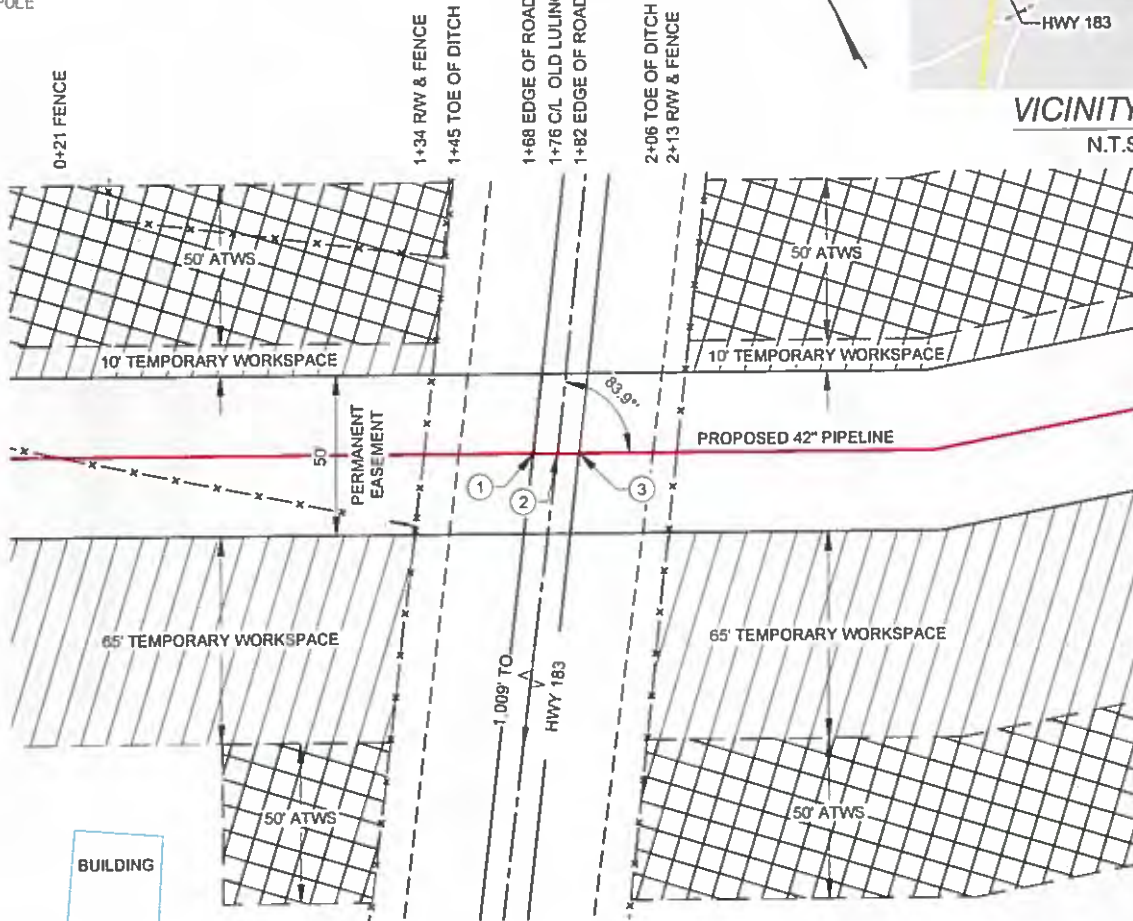 POLE
0+21 FENCE
1+34 R/W & FENCE
1+45 TOE OF DITCH
1+68 EDGE OF ROAD
1+76 C/L OLD LULING
1+82 EDGE OF ROAD
2+06 TOE OF DITCH
2+13 R/W & FENCE
HWY 183
VICINITY
N.T.S
50' ATWS
50' ATWS
10' TEMPORARY WORKSPACE
10' TEMPORARY WORKSPACE
83.9°
50'
PERMANENT
EASEMENT
PROPOSED 42" PIPELINE
1
2
3
65' TEMPORARY WORKSPACE
65' TEMPORARY WORKSPACE
1,009' TO
HWY 183
50' ATWS
50' ATWS
BUILDING